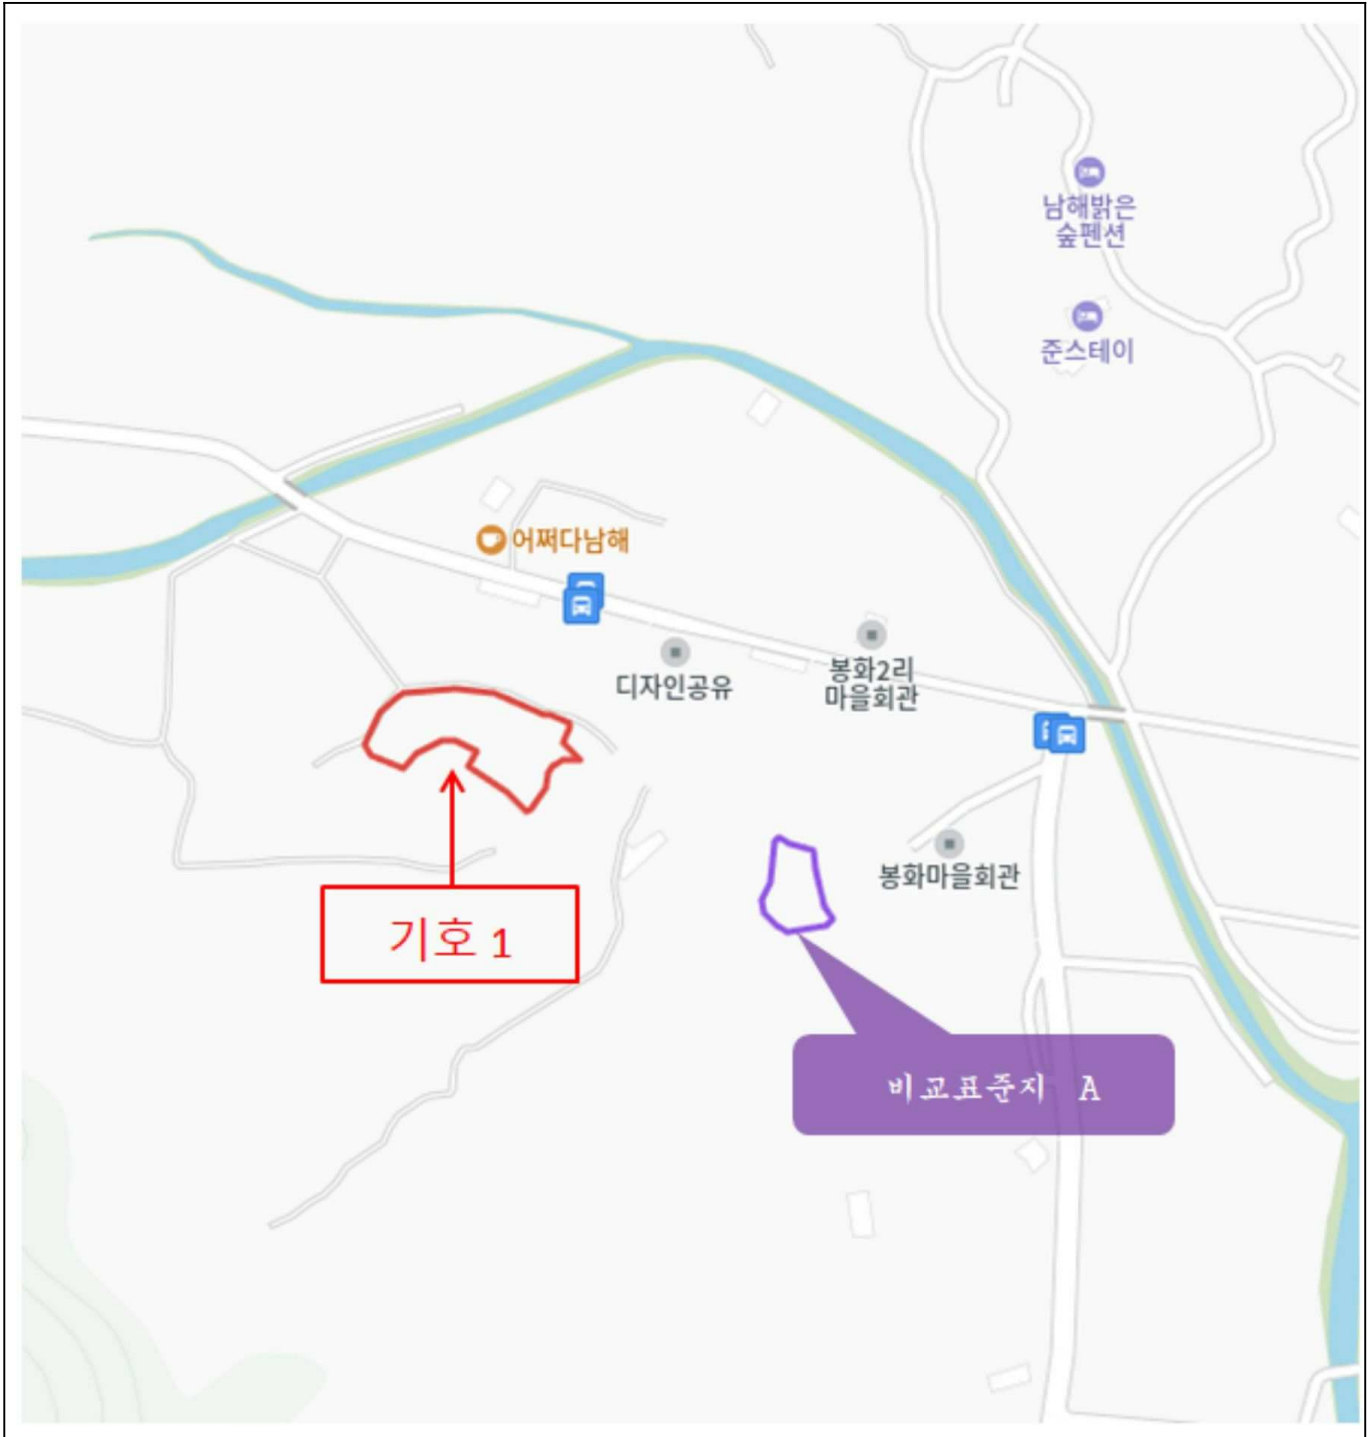 남해밝은
숲펜션
준스테이
어쩌다남해
봉화2리
마을회관
디자인공유
봉화마을회관
기호 1
비교표준지 A